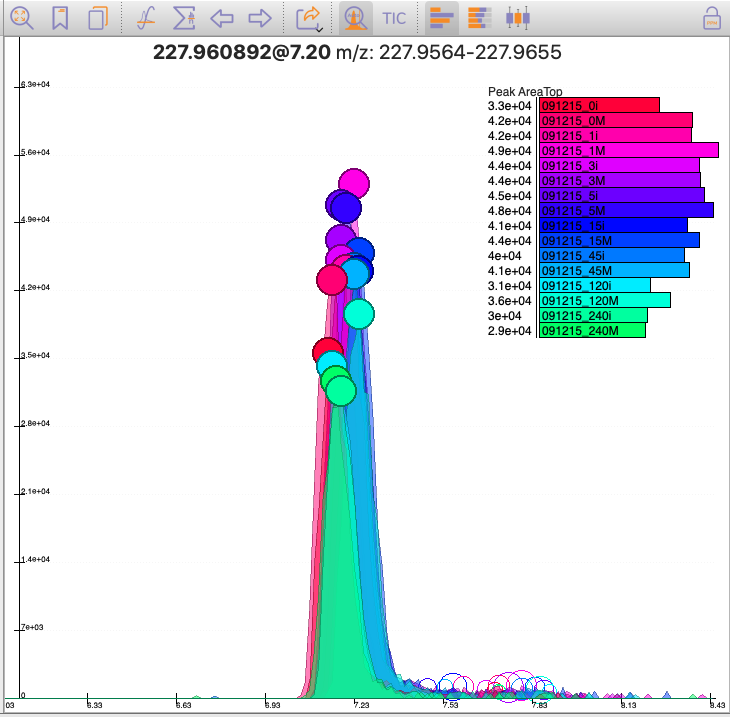 TIC
227.960892@7.20 m/z: 227.9564-227.9655
Peak AreaTop
3.3e+04 091215_0i
4.2e+04 091215_0M
4.2e+04 091215_1i
4.9e+04 091215_1M
4.4e+04 091215_3i
4.4e+04 091215_3M
4.5e+04 091215_5i
4.8e+04 091215_5M
4.1e+04 091215_15i
4.4e+04 091215_15M
4e+04 091215_45i
4.1e+04 091215_45M
3.1e+04 091215_120i
3.6e+04 091215_120M
3e+04 091215_240i
2.9e+04 091215_240M
6.3e+04
5.6e+04
4.9e+04
4.2e+04
3.5e+04
2.8e+04
2.1e+04
1.4e+04
7e+03
0
03 6.33 6.63 6.93 7.23 7.53 7.83 8.13 8.43